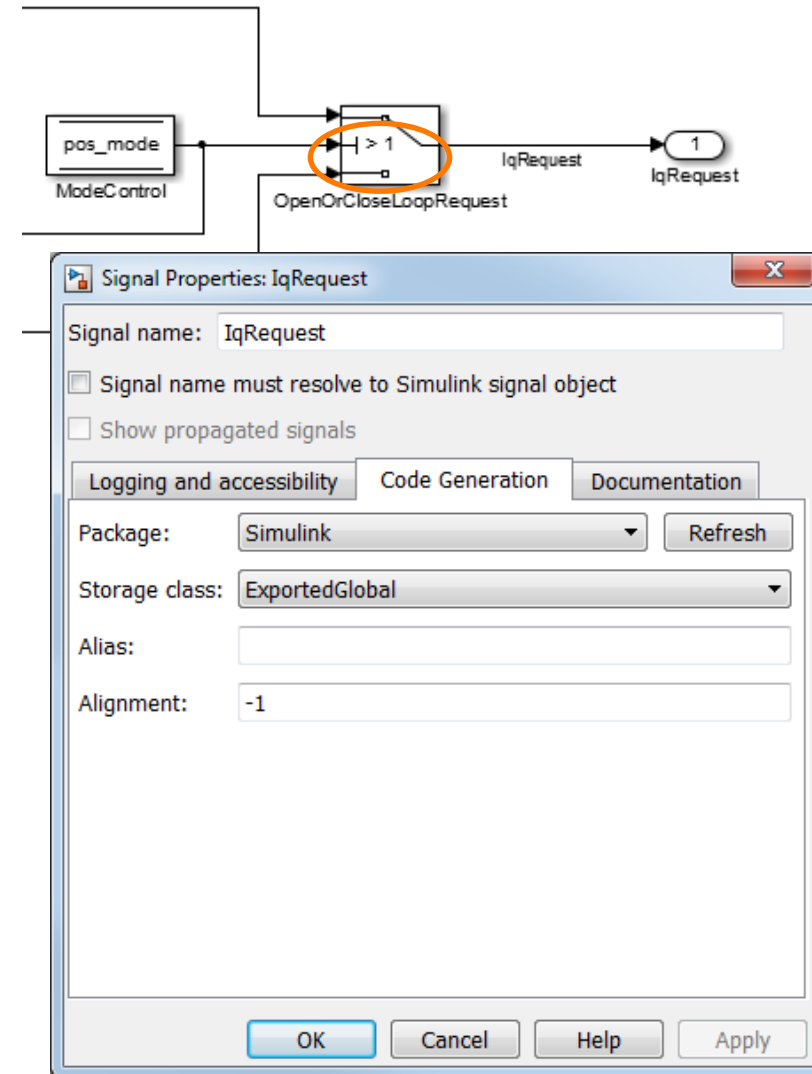 pos_mode
ModeControl
> 1
OpenOrCloseLoopRequest
IqRequest
1
IqRequest
Signal Properties: IqRequest
Signal name: IqRequest
Signal name must resolve to Simulink signal object
Show propagated signals
Logging and accessibility Code Generation Documentation
Package: Simulink Refresh
Storage class: ExportedGlobal
Alias:
Alignment: -1
OK Cancel Help Apply